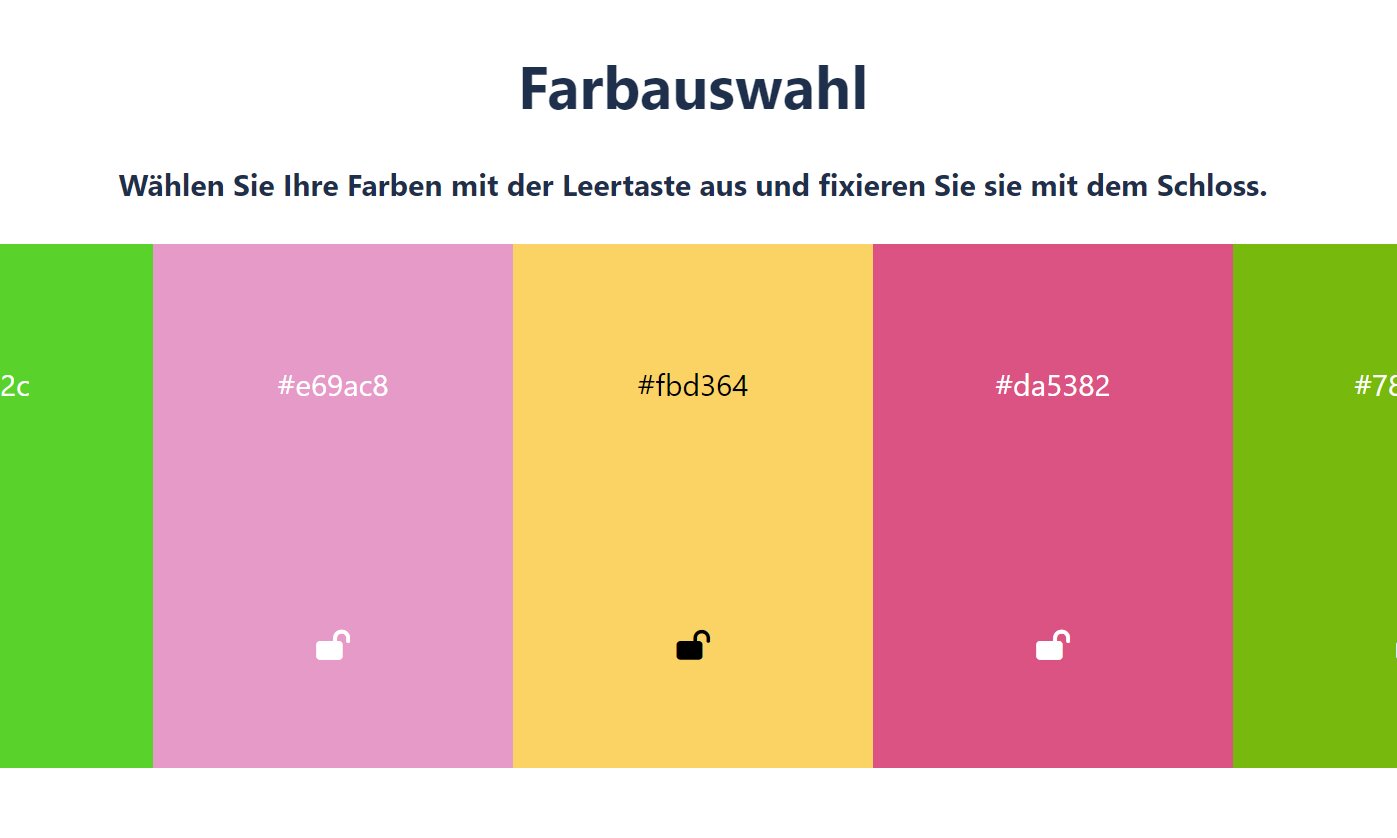 Farbauswahl
Wählen Sie Ihre Farben mit der Leertaste aus und fixieren Sie sie mit dem Schloss.
2c #e69ac8 #fbd364 #da5382 #78